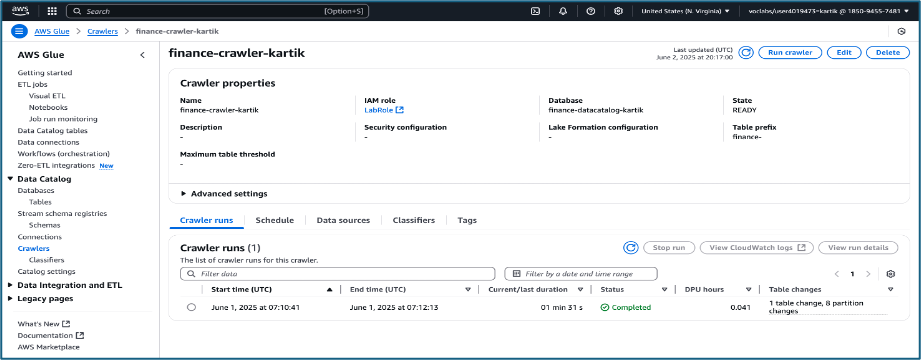 aws
Search [Option+S] United States (N. Virginia) voclabs/user4019473=kartik @ 1850-9455-7481
AWS Glue > Crawlers > finance-crawler-kartik
AWS Glue
Getting started
ETL jobs
Visual ETL
Notebooks
Job run monitoring
Data Catalog tables
Data connections
Workflows (orchestration)
Zero-ETL integrations New
Data Catalog
Databases
Tables
Stream schema registries
Schemas
Connections
Crawlers
Classifiers
Catalog settings
Data Integration and ETL
Legacy pages
What's New
Documentation
AWS Marketplace
finance-crawler-kartik
Last updated (UTC)
June 2, 2025 at 20:17:00
Run crawler Edit Delete
Crawler properties
Name IAM role Database State
finance-crawler-kartik LabRole finance-datacatalog-kartik READY
Description Security configuration Lake Formation configuration Table prefix
- - - finance-
Maximum table threshold
-
Advanced settings
Crawler runs Schedule Data sources Classifiers Tags
Crawler runs (1)
Stop run View CloudWatch logs View run details
The list of crawler runs for this crawler.
Filter data Filter by a date and time range < 1 >
Start time (UTC) End time (UTC) Current/last duration Status DPU hours Table changes
June 1, 2025 at 07:10:41 June 1, 2025 at 07:12:13 01 min 31 s Completed 0.041 1 table change, 8 partition
changes